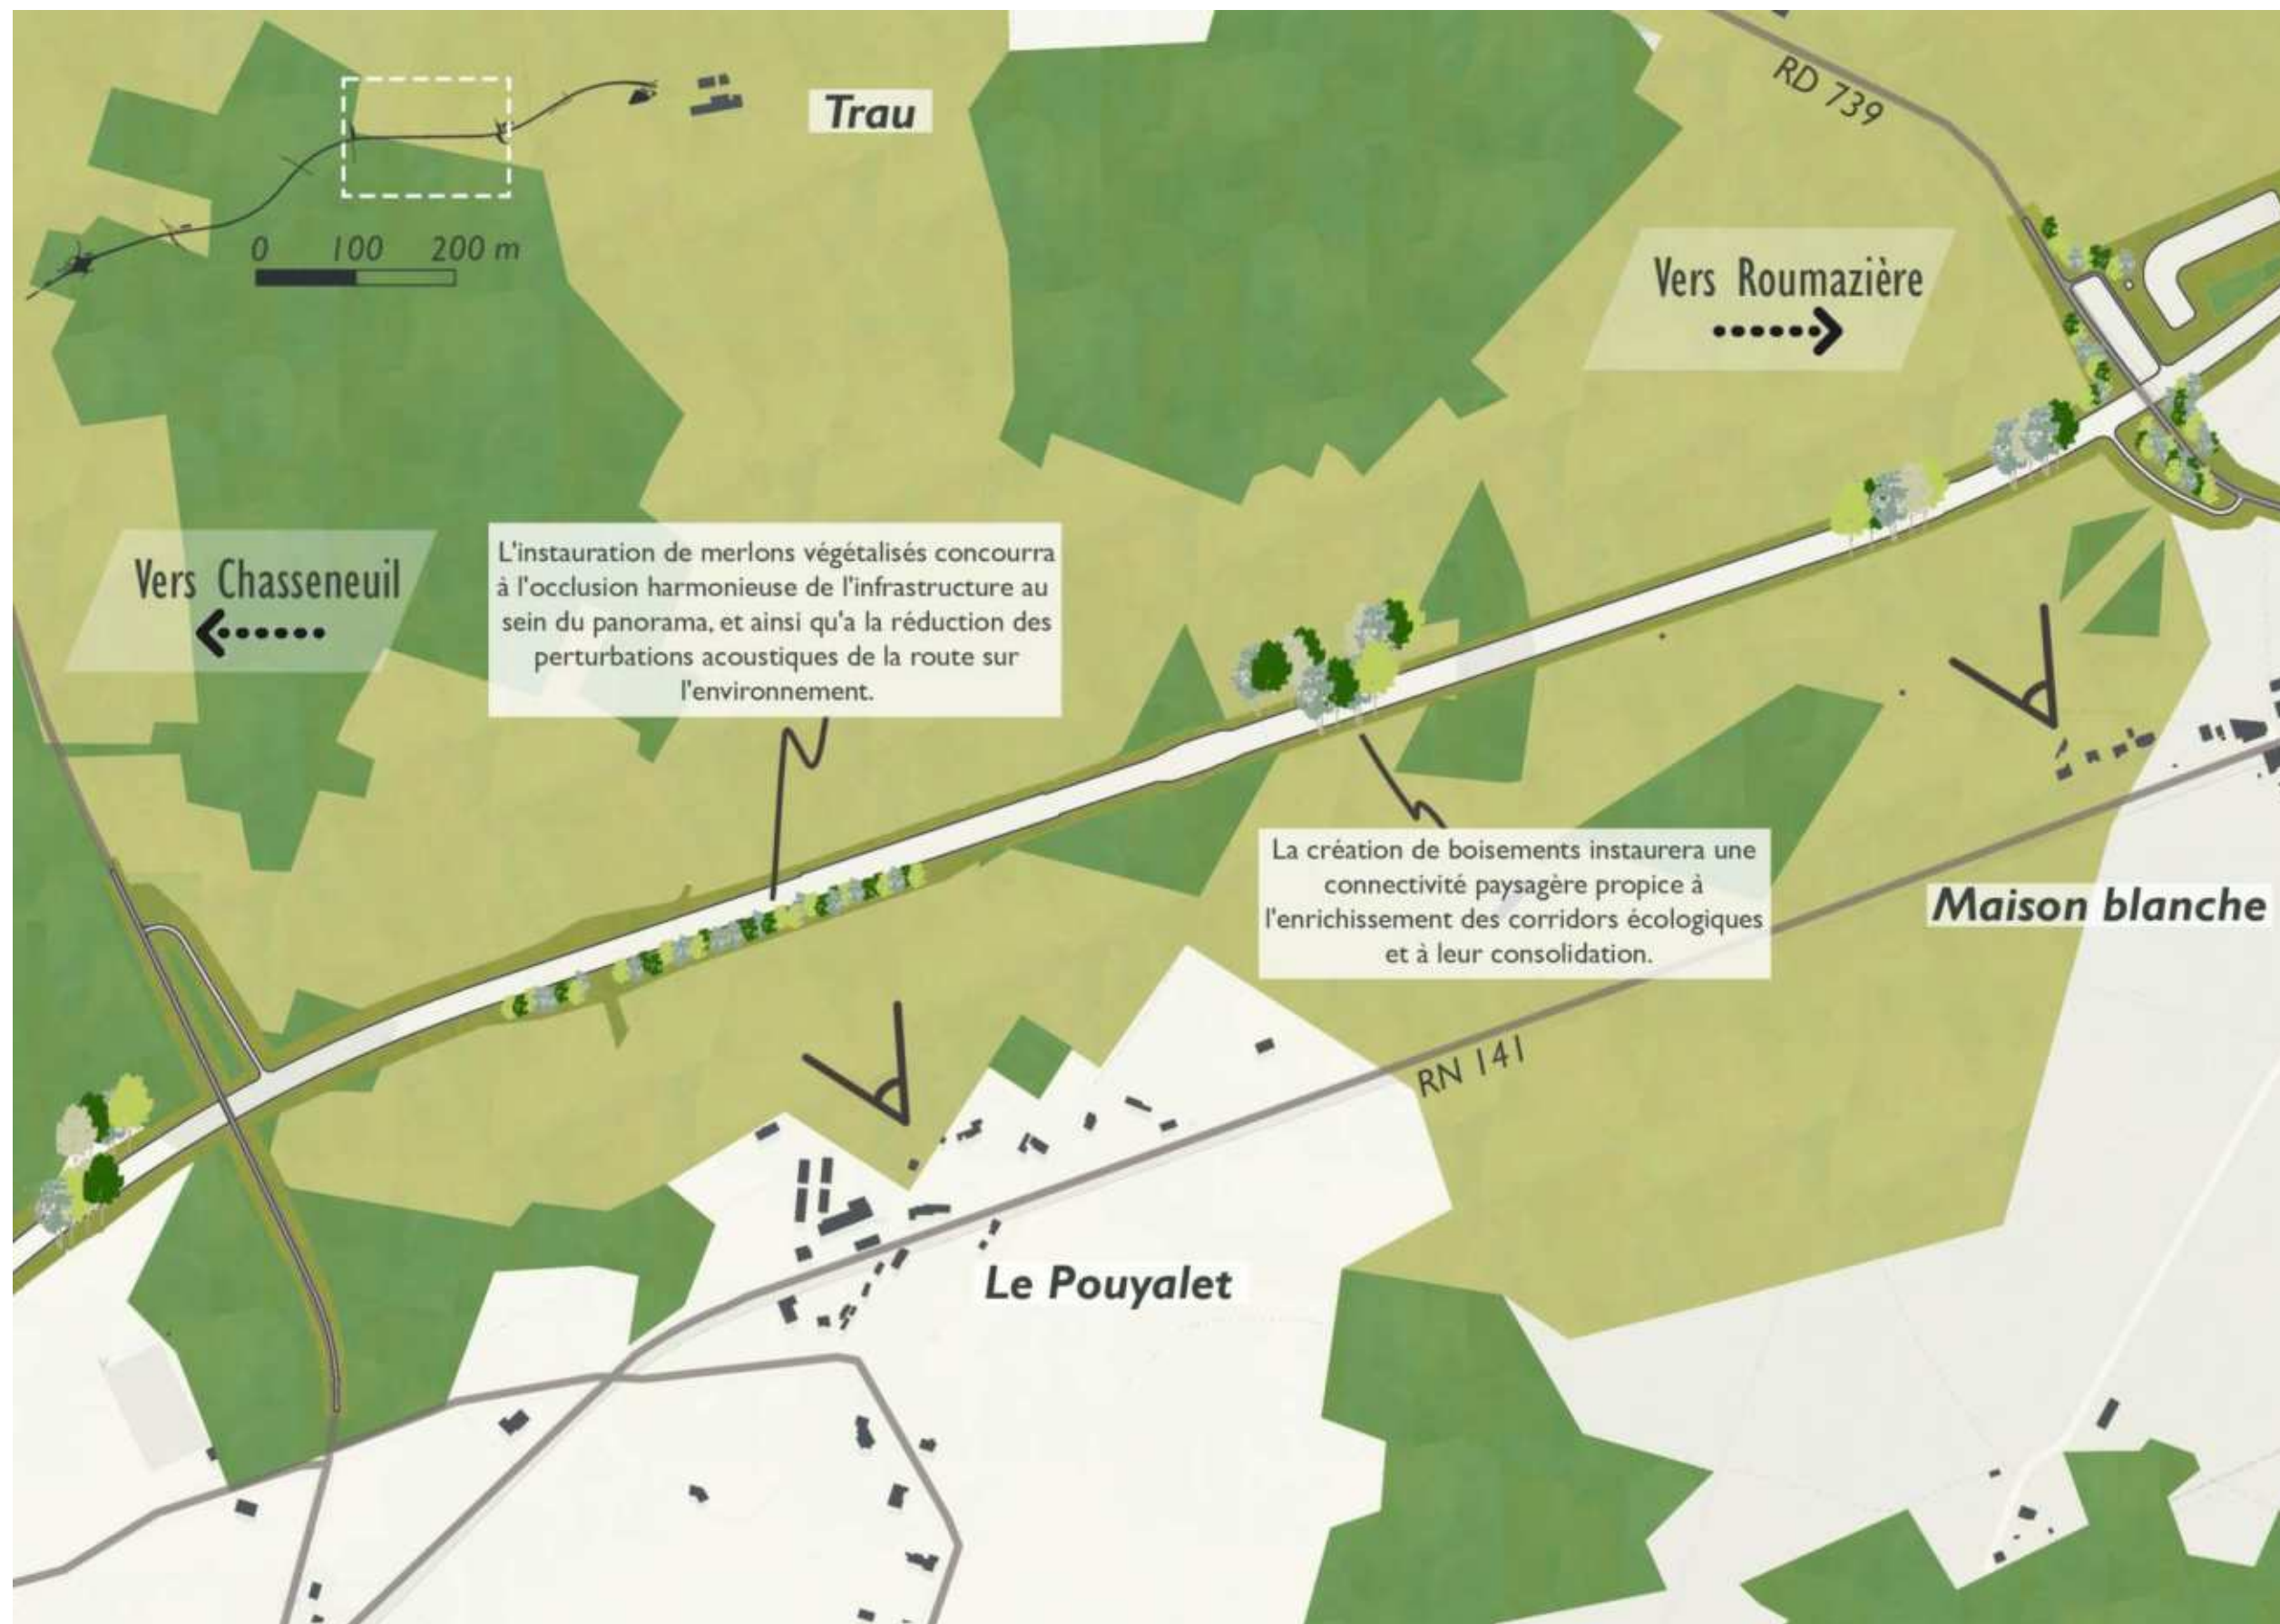 Trau
RD 739
0 100 200 m
Vers Roumazière
Vers Chasseneuil
L'instauration de merlons végétalisés concourra
à l'occlusion harmonieuse de l'infrastructure au
sein du panorama, et ainsi qu'a la réduction des
perturbations acoustiques de la route sur
l'environnement.
La création de boisements instaurera une
connectivité paysagère propice à
l'enrichissement des corridors écologiques
et à leur consolidation.
Maison blanche
RN 141
Le Pouyalet